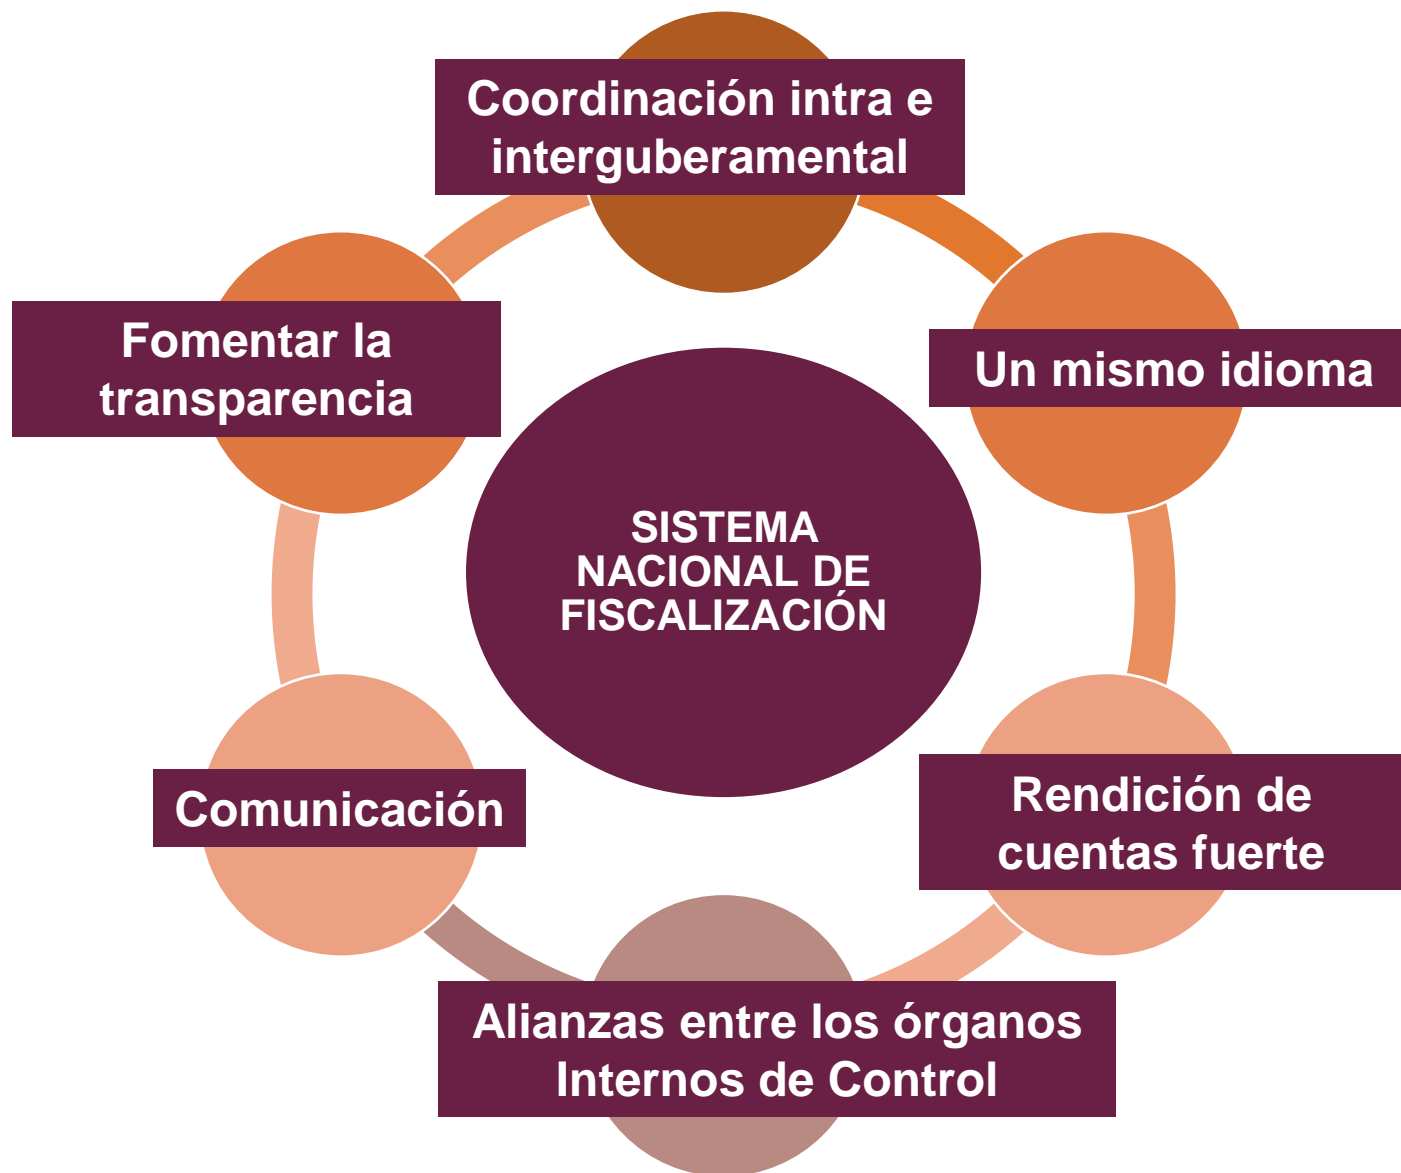 Coordinación intra e
interguberamental
Fomentar la
transparencia
Un mismo idioma
SISTEMA
NACIONAL DE
FISCALIZACIÓN
Comunicación
Rendición de
cuentas fuerte
Alianzas entre los órganos
Internos de Control